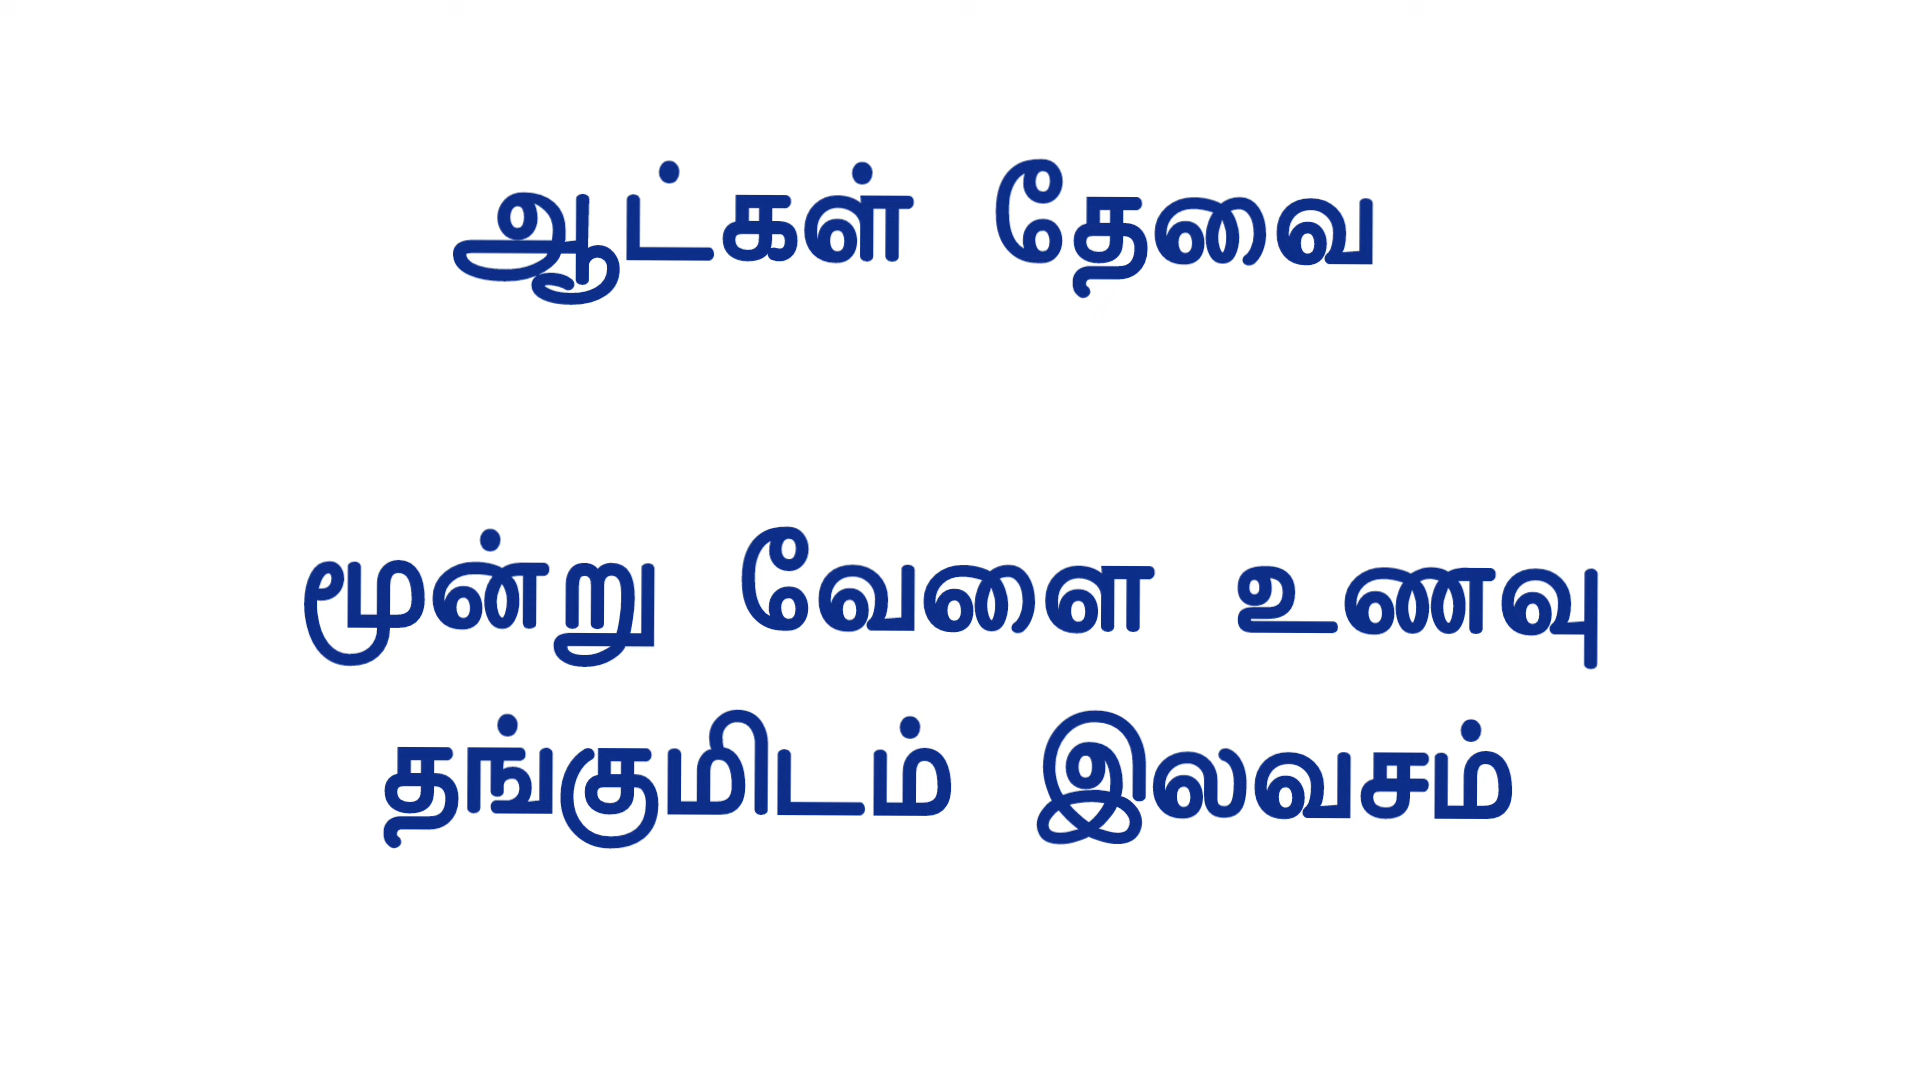 ஆட்கள் தேவை
மூன்று வேளை உணவு
தங்குமிடம் இலவசம்